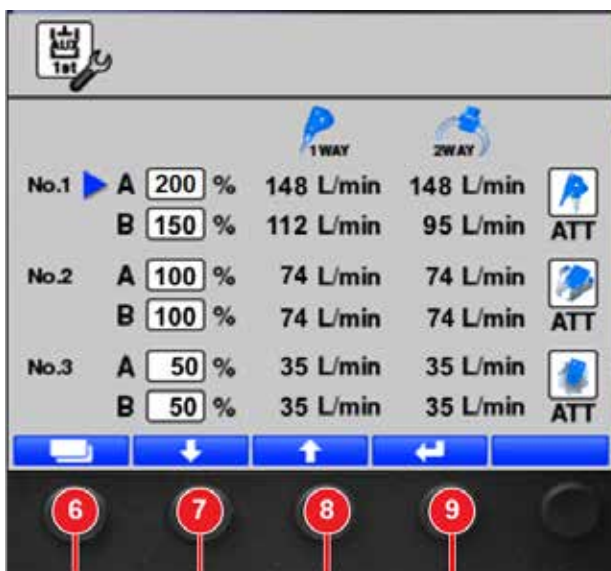 AUX
1st
1WAY 2WAY
No.1 A 200 % 148 L/min 148 L/min
B 150 % 112 L/min 95 L/min ATT
No.2 A 100 % 74 L/min 74 L/min
B 100 % 74 L/min 74 L/min ATT
No.3 A 50 % 35 L/min 35 L/min
B 50 % 35 L/min 35 L/min ATT
6 7 8 9